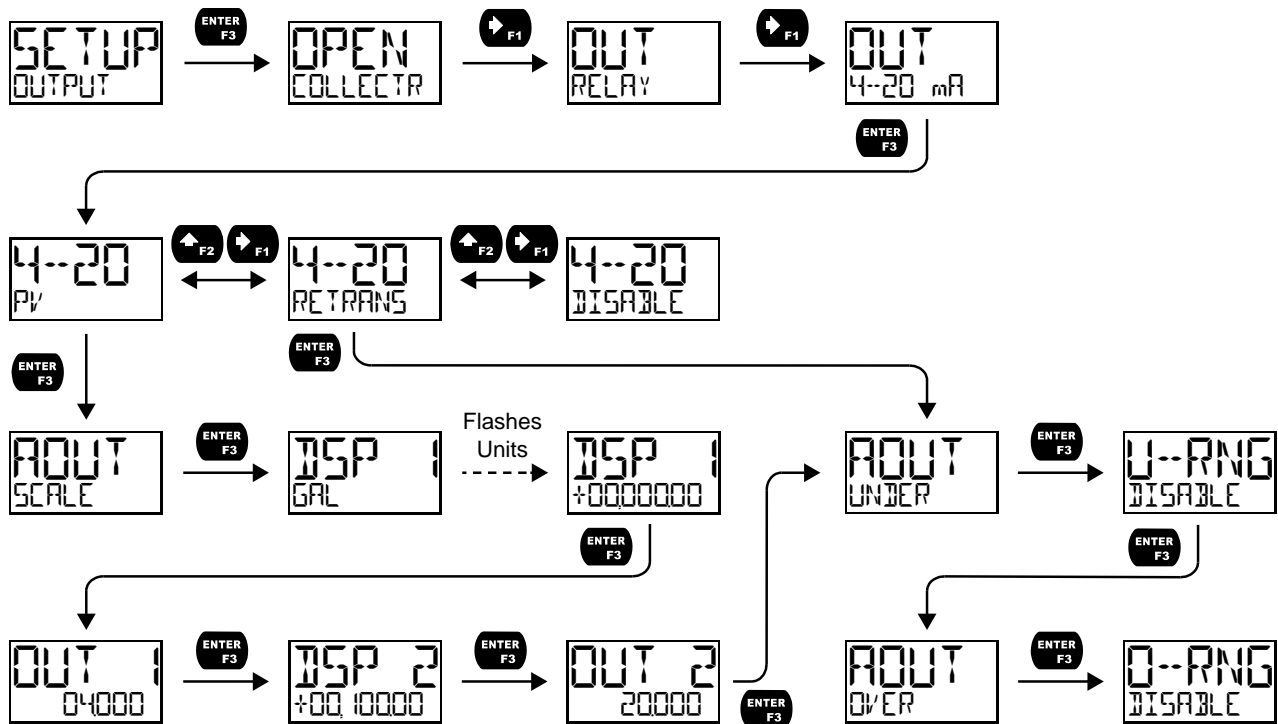 SETUP
OUTPUT
ENTER
F3
OPEN
COLLECTR
F1
OUT
RELAY
F1
OUT
4--20 mA
ENTER
F3
4--20
PV
F2 F1
4--20
RETRANS
F2 F1
4--20
DISABLE
ENTER
F3
ENTER
F3
AOUT
SCALE
ENTER
F3
DSP 1
GAL
Flashes
Units
DSP 1
+00,000.00
AOUT
UNDER
ENTER
F3
U--RNG
DISABLE
ENTER
F3
ENTER
F3
OUT 1
04.000
ENTER
F3
DSP 2
+00,100.00
ENTER
F3
OUT 2
20.000
ENTER
F3
AOUT
OVER
ENTER
F3
O--RNG
DISABLE